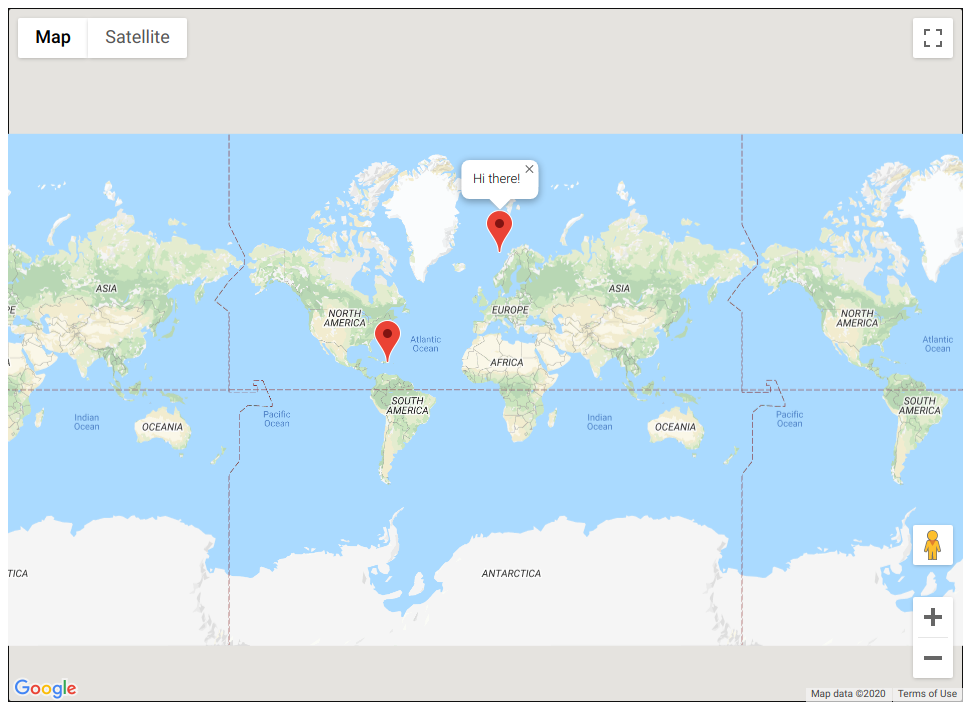 Map
Satellite
Hi there!
ASIA
NORTH
AMERICA
EUROPE
ASIA
NORTH
AMERICA
PE
Atlantic
Ocean
Atlantic
Ocean
AFRICA
A
SOUTH
AMERICA
SOUTH
AMERICA
Indian
Ocean
Pacific
Ocean
Indian
Ocean
Pacific
Ocean
OCEANIA
OCEANIA
TICA
ANTARCTICA
Google
Map data ©2020
Terms of Use